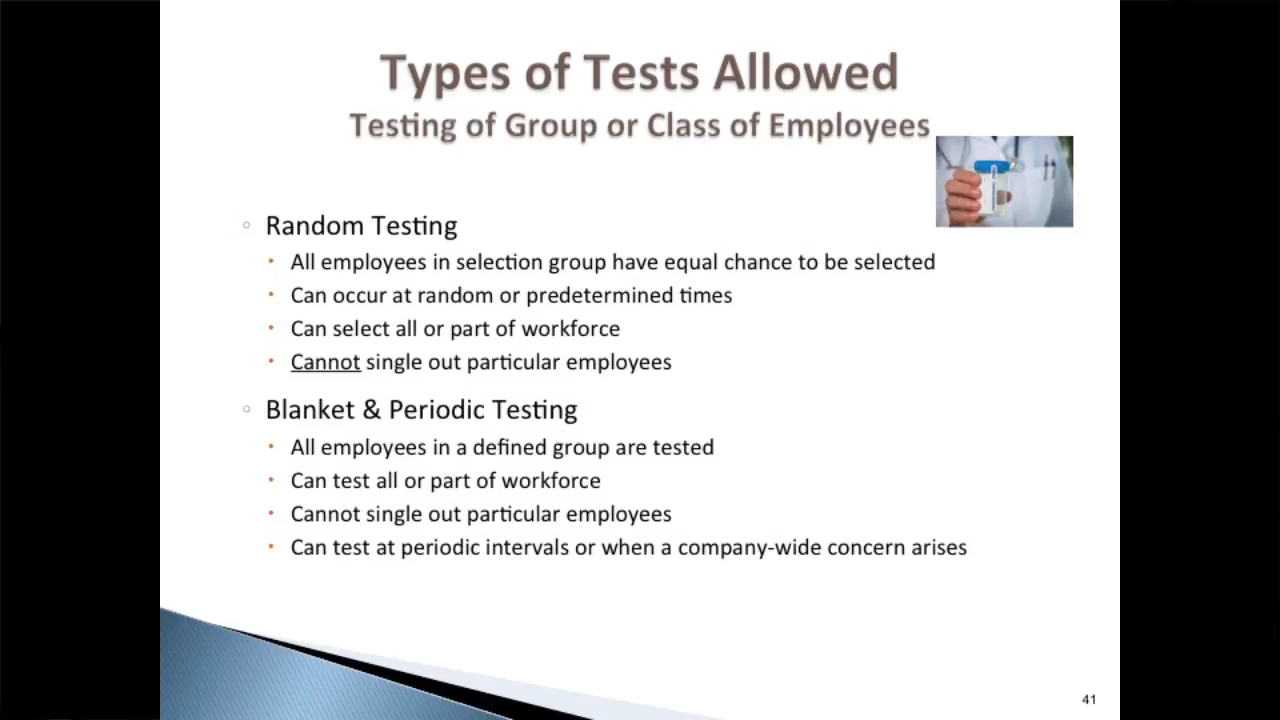 Types of Tests Allowed
Testing of Group or Class of Employees
Random Testing
All employees in selection group have equal chance to be selected
Can occur at random or predetermined times
Can select all or part of workforce
Cannot single out particular employees
Blanket & Periodic Testing
All employees in a defined group are tested
Can test all or part of workforce
Cannot single out particular employees
Can test at periodic intervals or when a company-wide concern arises
41